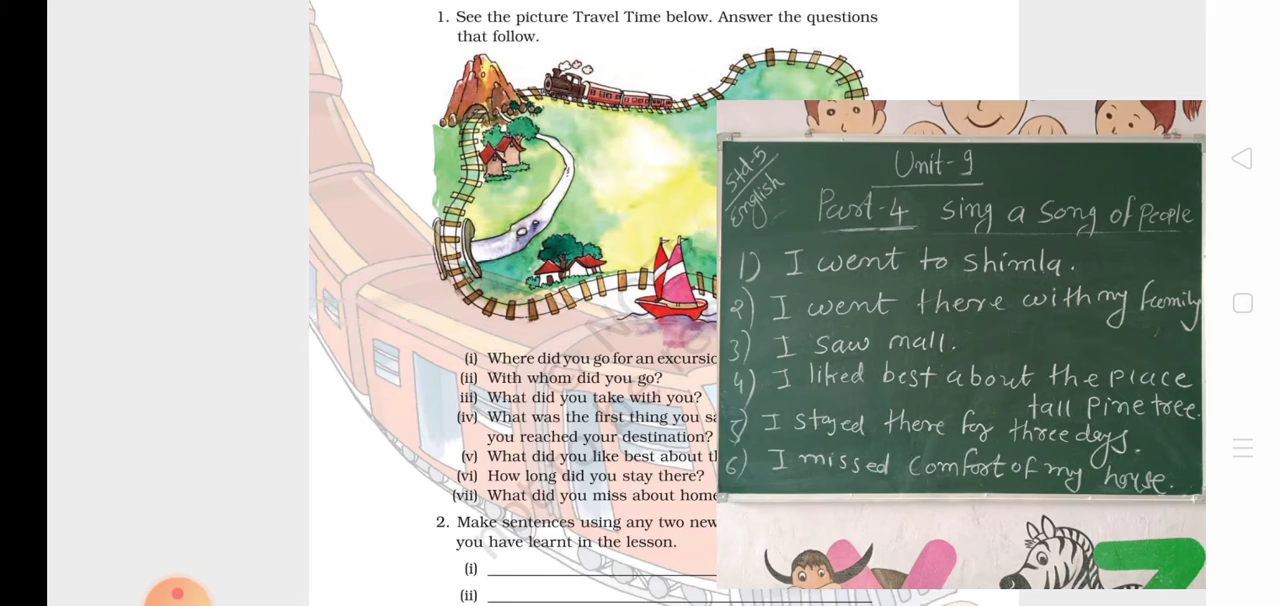 1. See the picture Travel Time below. Answer the questions
that follow.
(i) Where did you go for an excursio
(ii) With whom did you go?
iii) What did you take with you?
(iv) What was the first thing you sa
you reached your destination?
(v) What did you like best about t
(vi) How long did you stay there?
(vii) What did you miss about home
2. Make sentences using any two new
you have learnt in the lesson.
(i)
(ii)
Std-5
English
Unit-9
Part-4 Sing a Song of People
1) I went to Shimla.
2) I went there with my family
3) I saw mall.
4) I liked best about the place
tall pine tree.
5) I stayed there for three days.
6) I missed comfort of my house.